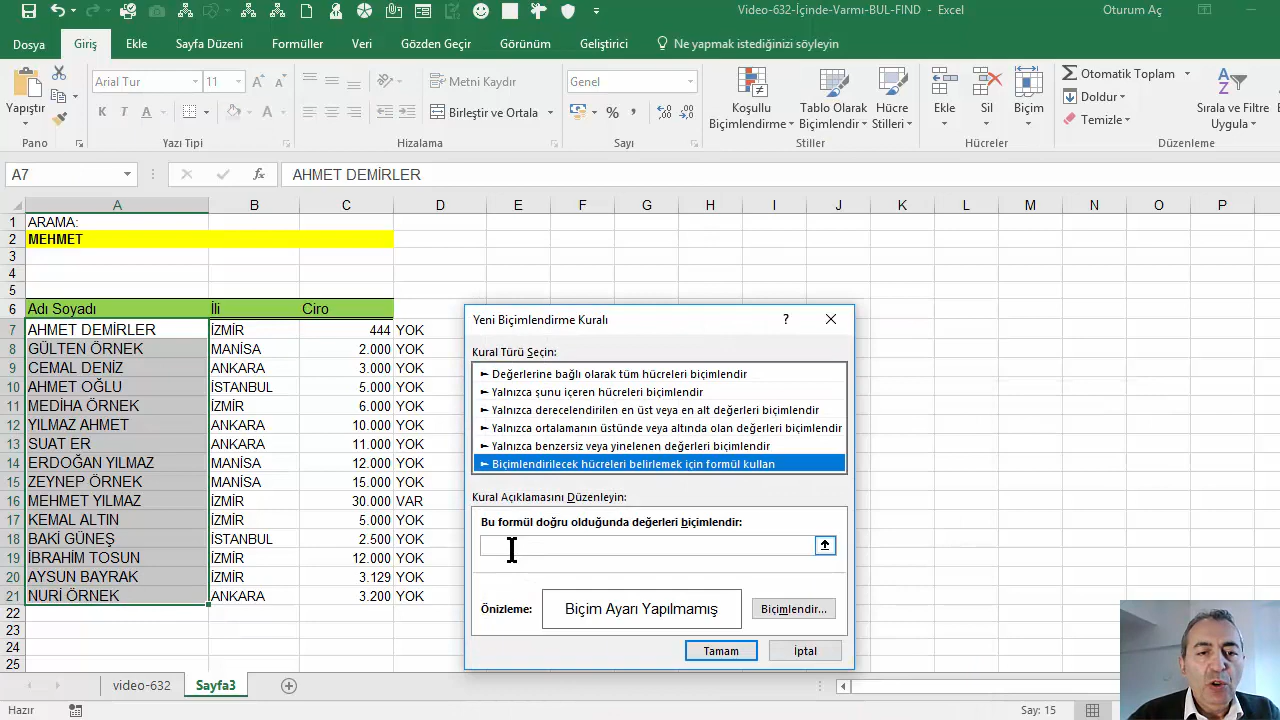 Video-632-İçinde-Varmı-BUL-FIND - Excel
Oturum Aç
Dosya Giriş Ekle Sayfa Düzeni Formüller Veri Gözden Geçir Görünüm Geliştirici Ne yapmak istediğinizi söyleyin
Yapıştır
Arial Tur 11
K T A
Metni Kaydır
Birleştir ve Ortala
Genel
%
Koşullu Biçimlendirme
Tablo Olarak Biçimlendir
Hücre Stilleri
Ekle Sil Biçim
Otomatik Toplam
Doldur
Temizle
Sırala ve Filtre Uygula
Pano Yazı Tipi Hizalama Sayı Stiller Hücreler Düzenleme
A7 fx AHMET DEMİRLER
A B C D E F G H I J K L M N O P
1 ARAMA:
2 MEHMET
3
4
5
6 Adı Soyadı İli Ciro
7 AHMET DEMİRLER İZMİR 444 YOK
8 GÜLTEN ÖRNEK MANİSA 2.000 YOK
9 CEMAL DENİZ ANKARA 3.000 YOK
10 AHMET OĞLU İSTANBUL 5.000 YOK
11 MEDİHA ÖRNEK İZMİR 6.000 YOK
12 YILMAZ AHMET ANKARA 10.000 YOK
13 SUAT ER ANKARA 11.000 YOK
14 ERDOĞAN YILMAZ MANİSA 12.000 YOK
15 ZEYNEP ÖRNEK MANİSA 15.000 YOK
16 MEHMET YILMAZ İZMİR 30.000 VAR
17 KEMAL ALTIN İZMİR 5.000 YOK
18 BAKİ GÜNEŞ İSTANBUL 2.500 YOK
19 İBRAHİM TOSUN İZMİR 12.000 YOK
20 AYSUN BAYRAK İZMİR 3.129 YOK
21 NURİ ÖRNEK ANKARA 3.200 YOK
22
23
24
25
Yeni Biçimlendirme Kuralı ?
Kural Türü Seçin:
► Değerlerine bağlı olarak tüm hücreleri biçimlendir
► Yalnızca şunu içeren hücreleri biçimlendir
► Yalnızca derecelendirilen en üst veya en alt değerleri biçimlendir
► Yalnızca ortalamanın üstünde veya altında olan değerleri biçimlendir
► Yalnızca benzersiz veya yinelenen değerleri biçimlendir
► Biçimlendirilecek hücreleri belirlemek için formül kullan
Kural Açıklamasını Düzenleyin:
Bu formül doğru olduğunda değerleri biçimlendir:
Önizleme: Biçim Ayarı Yapılmamış Biçimlendir...
Tamam İptal
video-632 Sayfa3
Hazır Say: 15